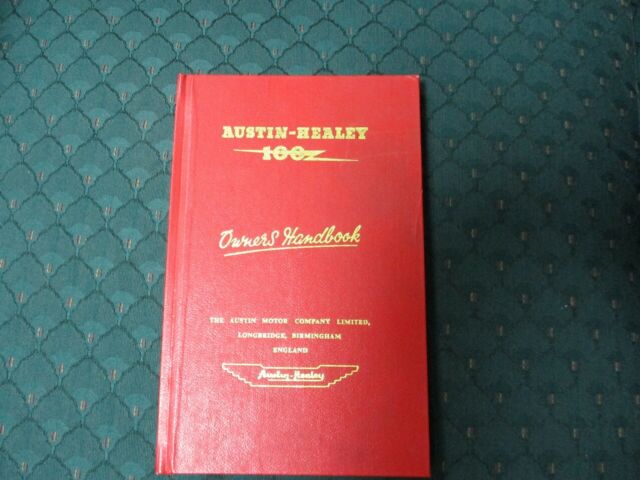 AUSTIN-HEALEY
100
Owners Handbook
THE AUSTIN MOTOR COMPANY LIMITED,
LONGBRIDGE, BIRMINGHAM
ENGLAND
Austin-Healey